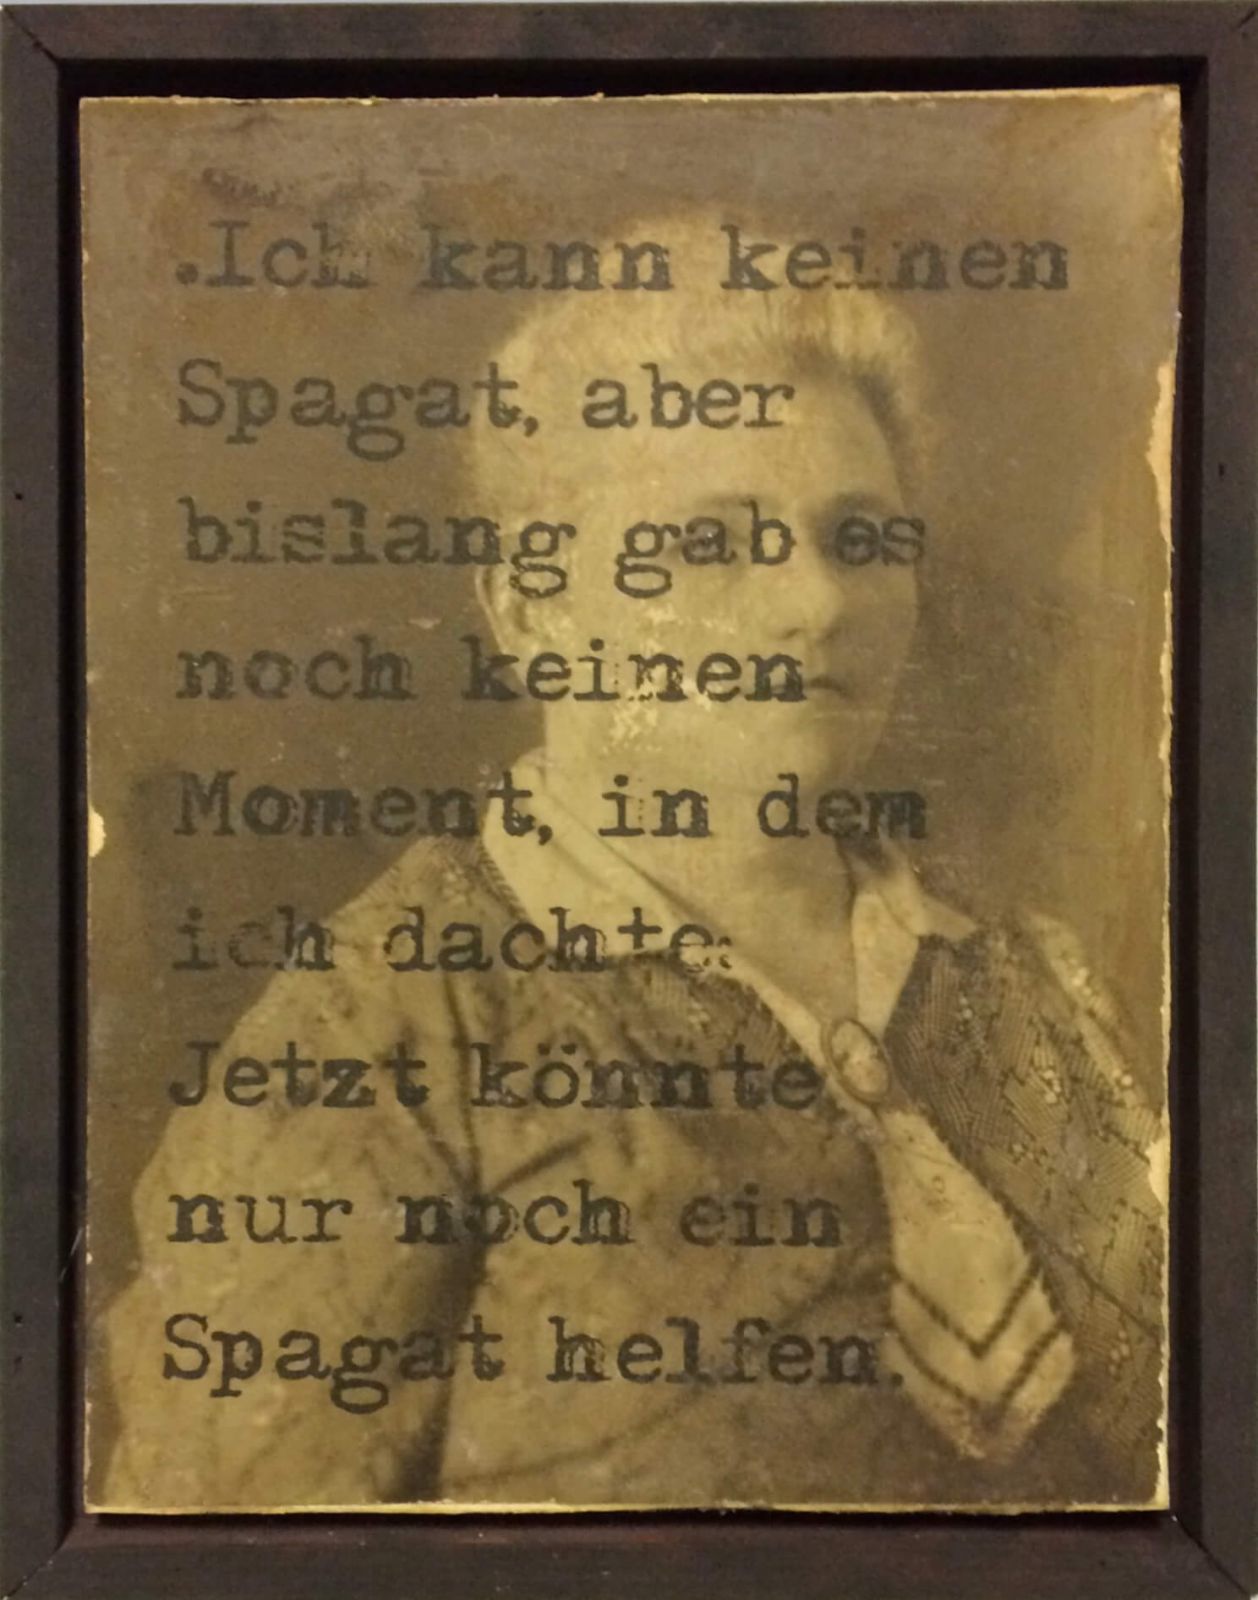 .Ich kann keinen
Spagat, aber
bislang gab es
noch keinen
Moment, in dem
ich dachte:
Jetzt könnte
nur noch ein
Spagat helfen.